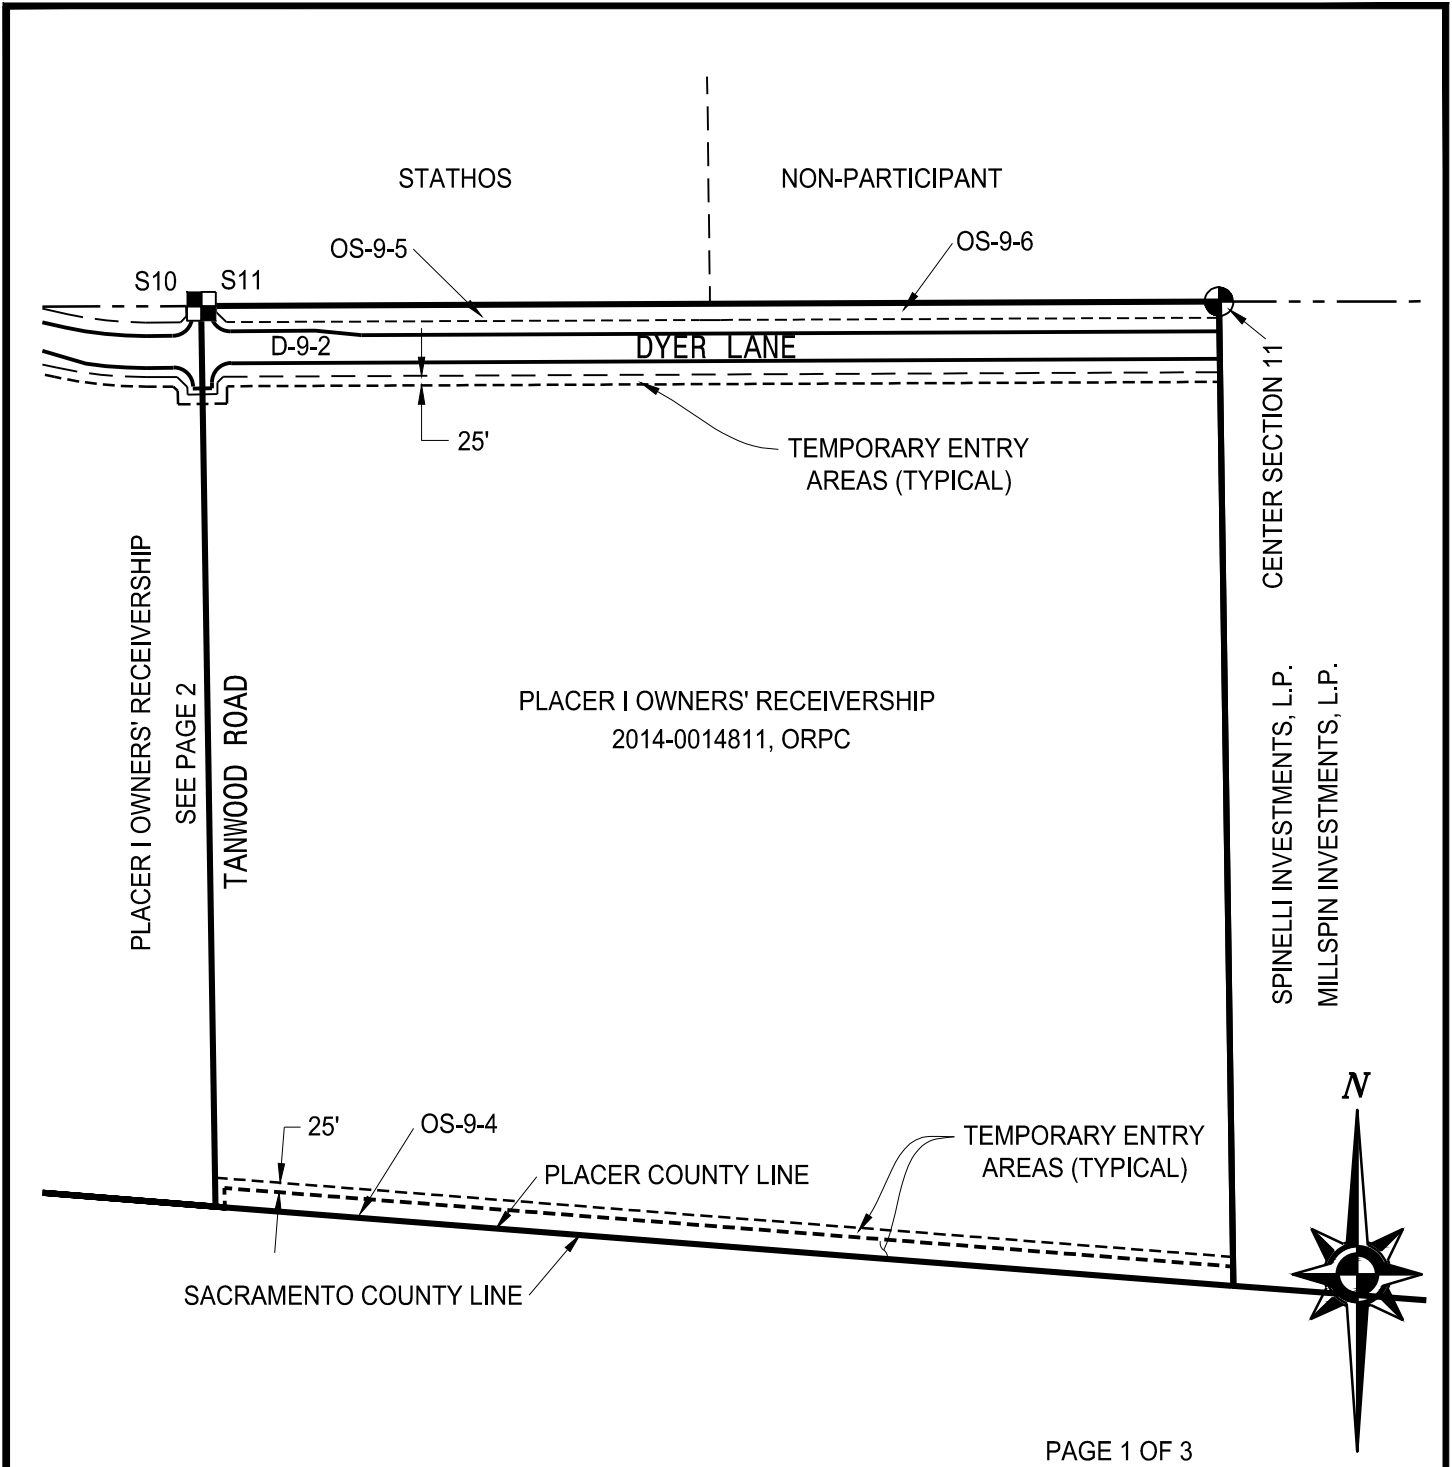 STATHOS
NON-PARTICIPANT
OS-9-5
OS-9-6
S10
S11
D-9-2
DYER LANE
25'
TEMPORARY ENTRY
AREAS (TYPICAL)
CENTER SECTION 11
PLACER I OWNERS' RECEIVERSHIP
SEE PAGE 2
TANWOOD ROAD
PLACER I OWNERS' RECEIVERSHIP
2014-0014811, ORPC
SPINELLI INVESTMENTS, L.P.
MILLSPIN INVESTMENTS, L.P.
N
25'
OS-9-4
PLACER COUNTY LINE
TEMPORARY ENTRY
AREAS (TYPICAL)
SACRAMENTO COUNTY LINE
PAGE 1 OF 3